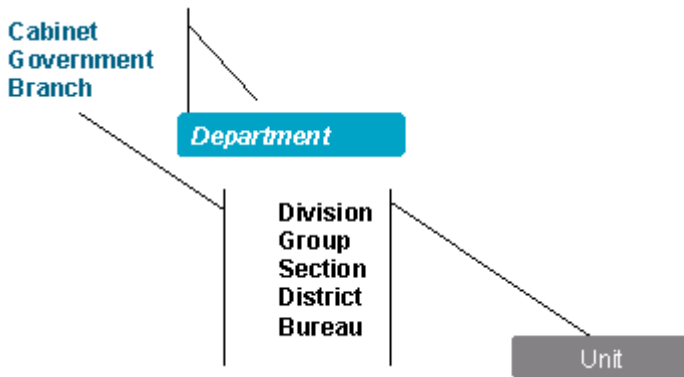 Cabinet
Government
Branch
Department
Division
Group
Section
District
Bureau
Unit